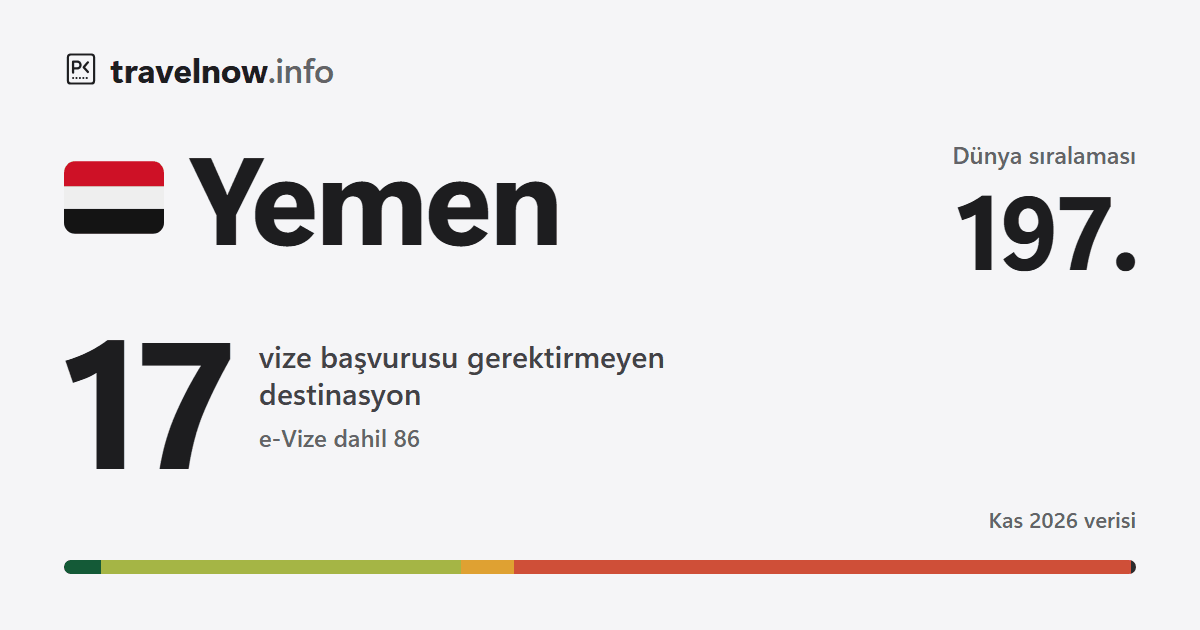 travelnow.info
Yemen
Dünya sıralaması
197.
17
vize başvurusu gerektirmeyen
destinasyon
e-Vize dahil 86
Kas 2026 verisi